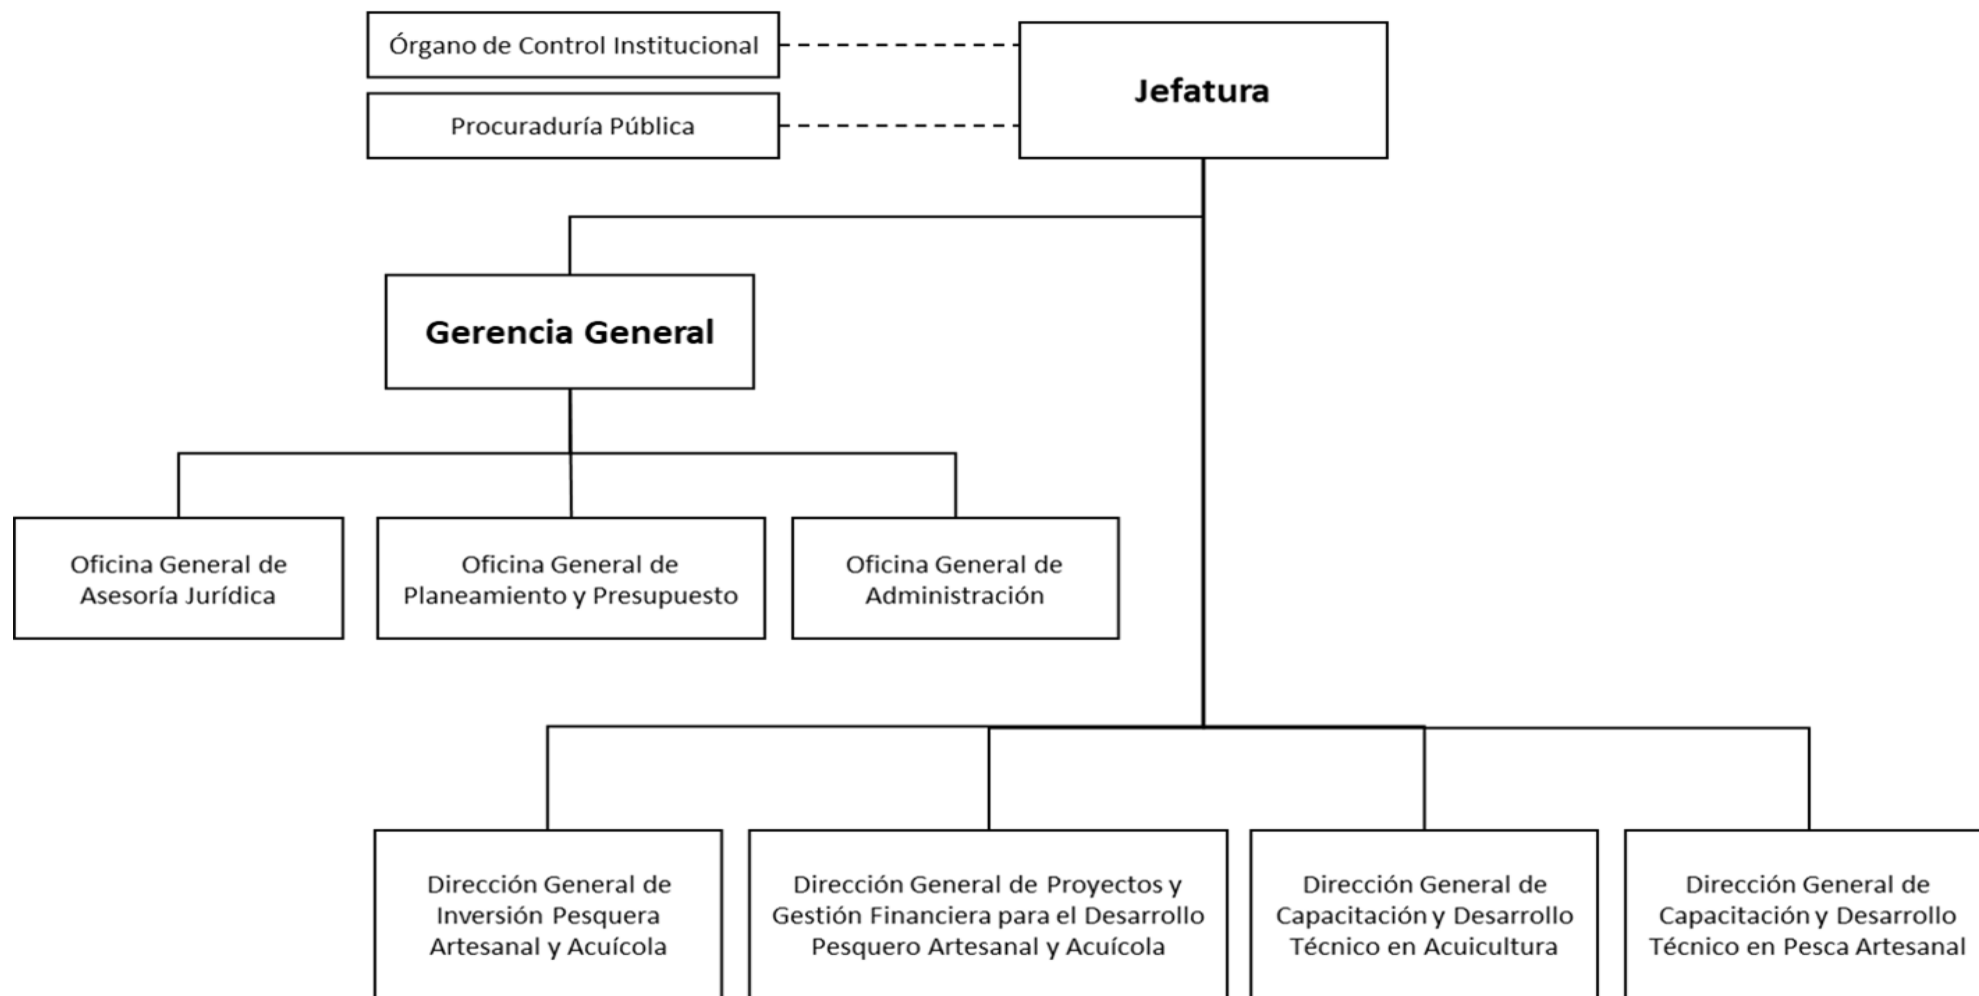 Órgano de Control Institucional
Procuraduría Pública
Jefatura
Gerencia General
Oficina General de
Asesoría Jurídica
Oficina General de
Planeamiento y Presupuesto
Oficina General de
Administración
Dirección General de
Inversión Pesquera
Artesanal y Acuícola
Dirección General de Proyectos y
Gestión Financiera para el Desarrollo
Pesquero Artesanal y Acuícola
Dirección General de
Capacitación y Desarrollo
Técnico en Acuicultura
Dirección General de
Capacitación y Desarrollo
Técnico en Pesca Artesanal